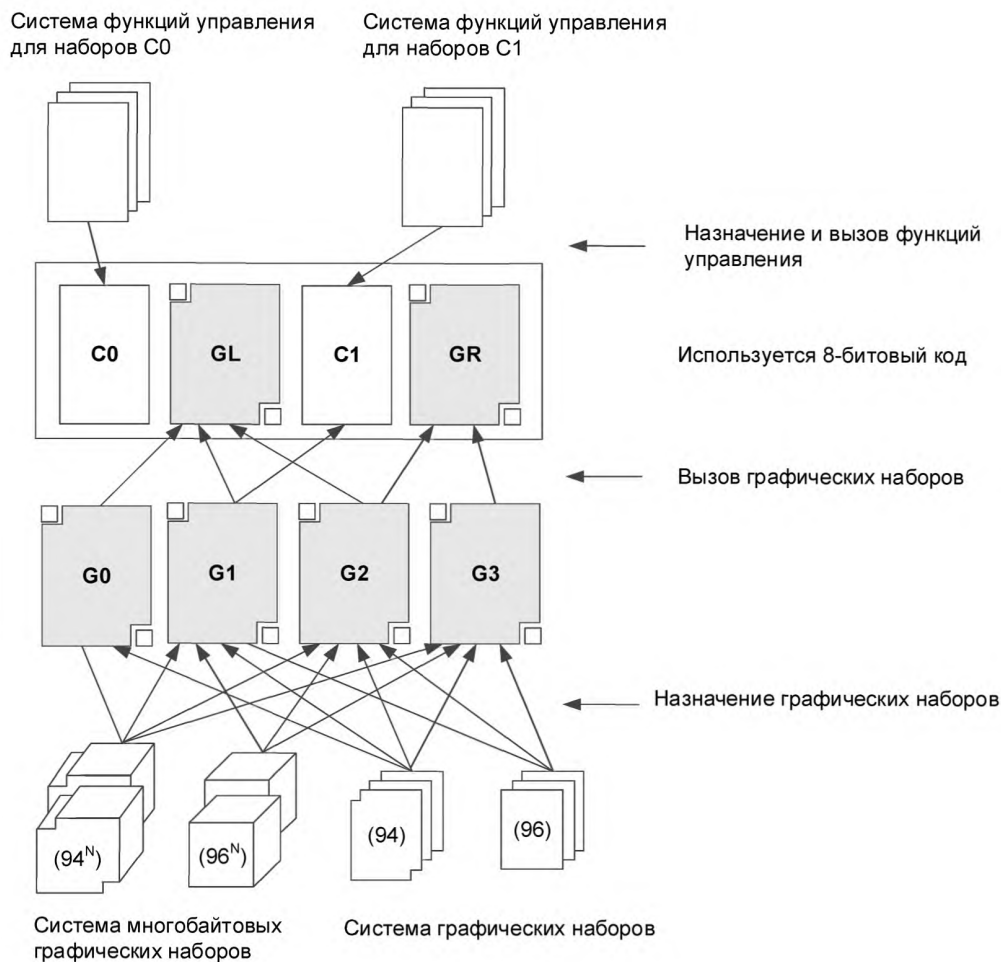 Система функций управления
для наборов C0
Система функций управления
для наборов C1
Назначение и вызов функций
управления
C0
GL
C1
GR
Используется 8-битовый код
Вызов графических наборов
G0
G1
G2
G3
Назначение графических наборов
(94^N)
(96^N)
(94)
(96)
Система многобайтовых
графических наборов
Система графических наборов